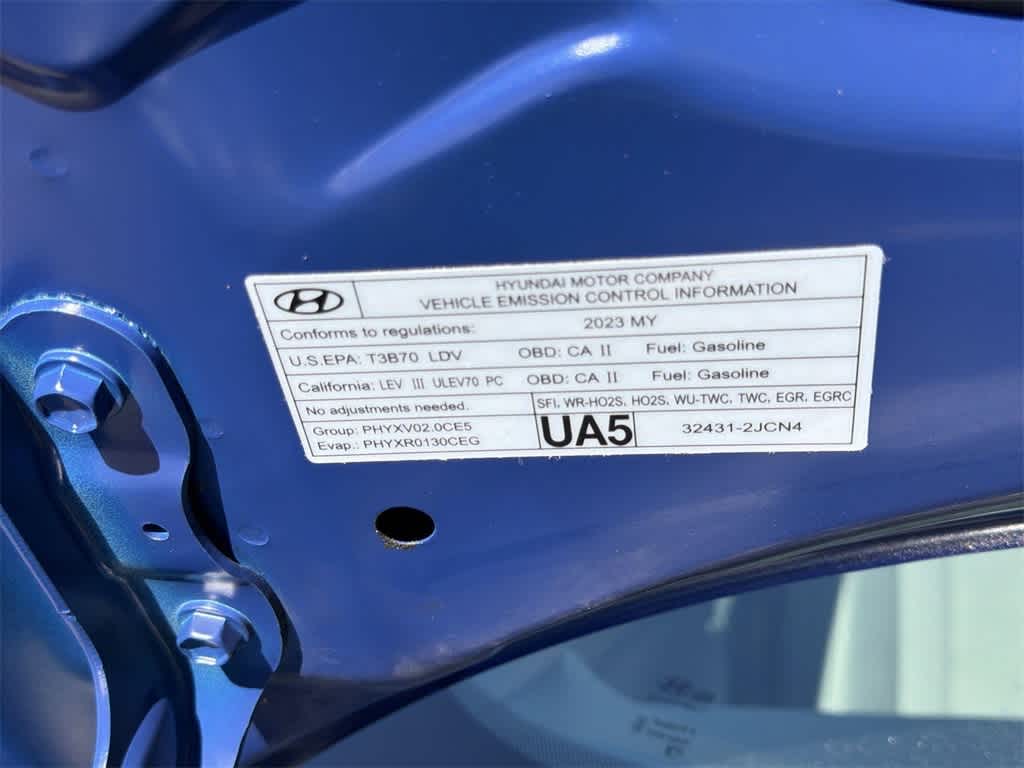 HYUNDAI MOTOR COMPANY
VEHICLE EMISSION CONTROL INFORMATION
Conforms to regulations: 2023 MY
U.S.EPA: T3B70 LDV OBD: CA II Fuel: Gasoline
California: LEV III ULEV70 PC OBD: CA II Fuel: Gasoline
No adjustments needed. SFI, WR-HO2S, HO2S, WU-TWC, TWC, EGR, EGRC
Group: PHYXV02.0CE5
Evap.: PHYXR0130CEG
UA5 32431-2JCN4